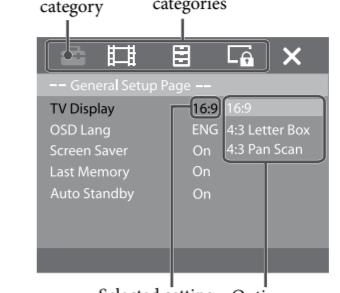 category
categories
-- General Setup Page --
TV Display 16:9 16:9
OSD Lang ENG 4:3 Letter Box
Screen Saver On 4:3 Pan Scan
Last Memory On
Auto Standby On
Selected setting